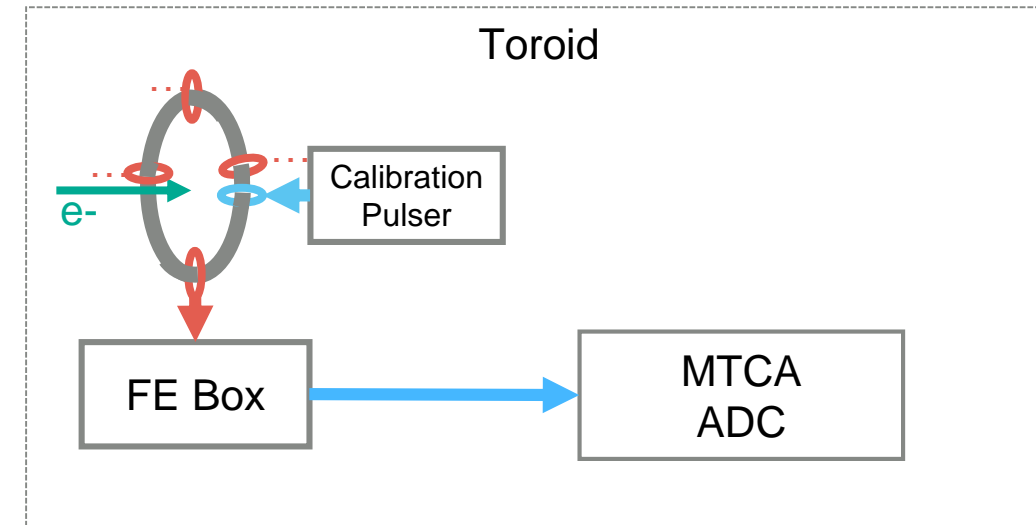 Toroid
Calibration
Pulser
e-
FE Box
MTCA
ADC